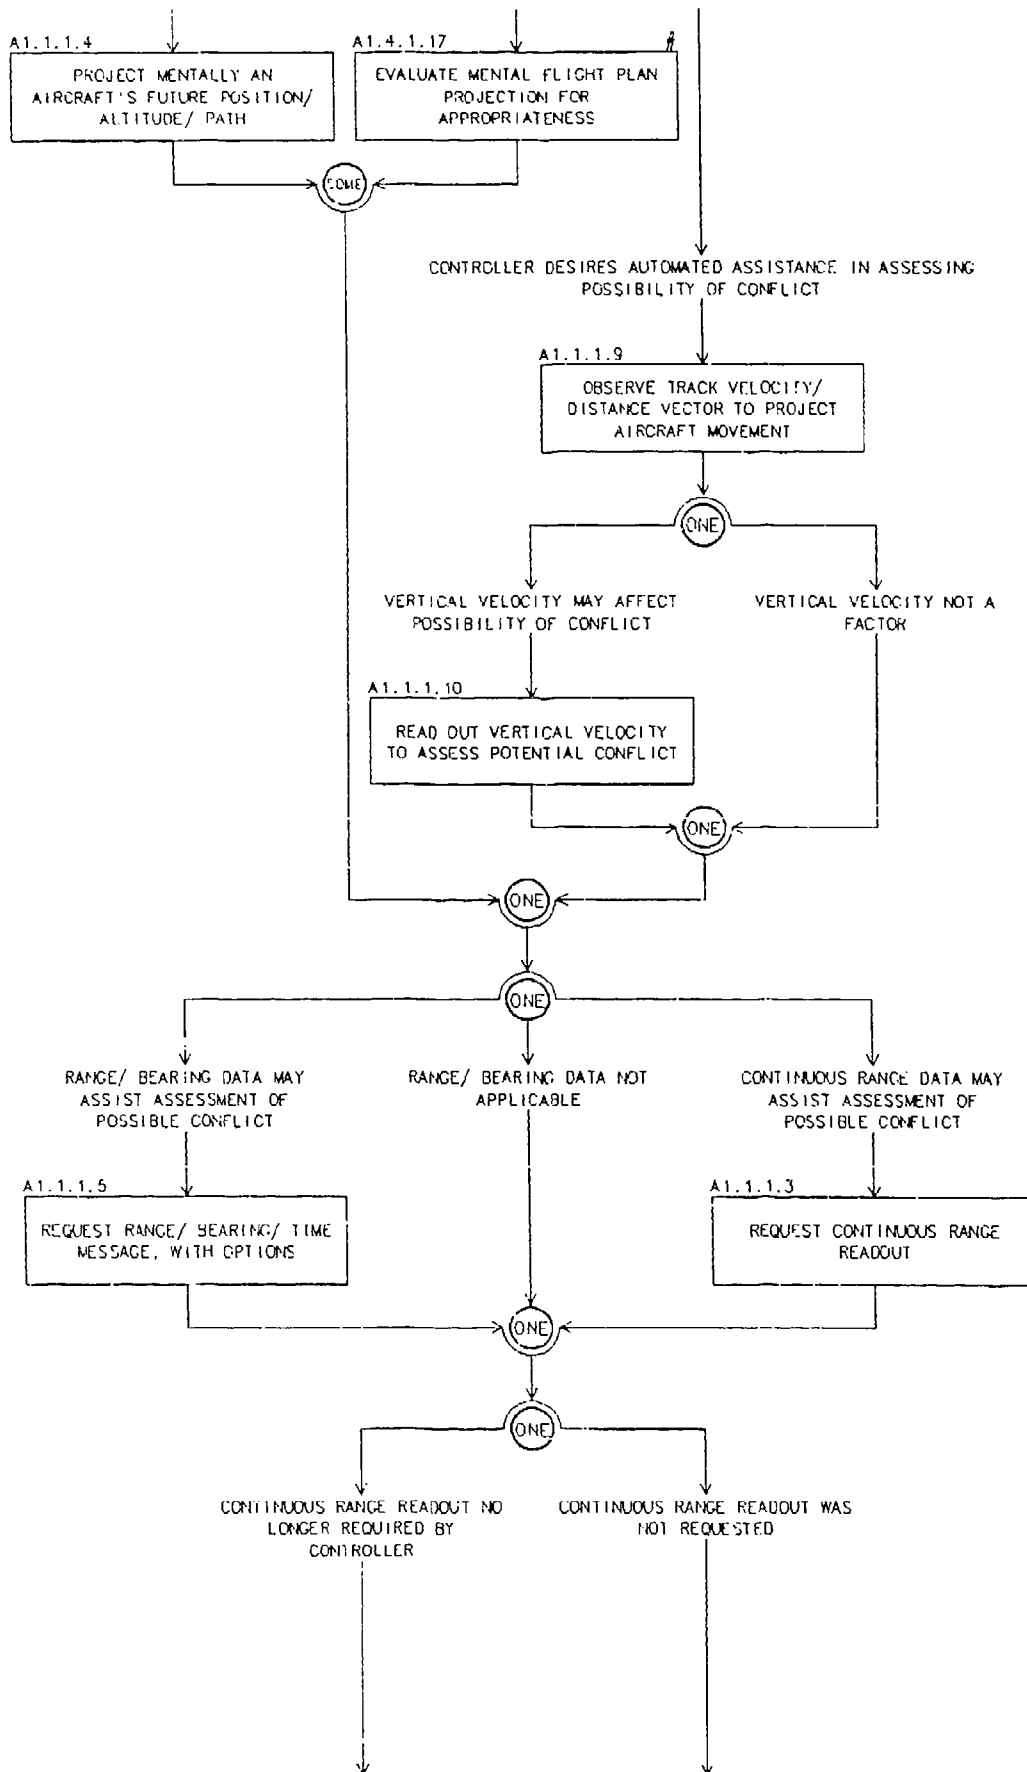 A1.1.1.4
PROJECT MENTALLY AN
AIRCRAFT'S FUTURE POSITION/
ALTITUDE/ PATH
A1.4.1.17
#
EVALUATE MENTAL FLIGHT PLAN
PROJECTION FOR
APPROPRIATENESS
SOME
CONTROLLER DESIRES AUTOMATED ASSISTANCE IN ASSESSING
POSSIBILITY OF CONFLICT
A1.1.1.9
OBSERVE TRACK VELOCITY/
DISTANCE VECTOR TO PROJECT
AIRCRAFT MOVEMENT
ONE
VERTICAL VELOCITY MAY AFFECT
POSSIBILITY OF CONFLICT
VERTICAL VELOCITY NOT A
FACTOR
A1.1.1.10
READ OUT VERTICAL VELOCITY
TO ASSESS POTENTIAL CONFLICT
ONE
ONE
ONE
RANGE/ BEARING DATA MAY
ASSIST ASSESSMENT OF
POSSIBLE CONFLICT
RANGE/ BEARING DATA NOT
APPLICABLE
CONTINUOUS RANGE DATA MAY
ASSIST ASSESSMENT OF
POSSIBLE CONFLICT
A1.1.1.5
REQUEST RANGE/ BEARING/ TIME
MESSAGE, WITH OPTIONS
A1.1.1.3
REQUEST CONTINUOUS RANGE
READOUT
ONE
ONE
CONTINUOUS RANGE READOUT NO
LONGER REQUIRED BY
CONTROLLER
CONTINUOUS RANGE READOUT WAS
NOT REQUESTED